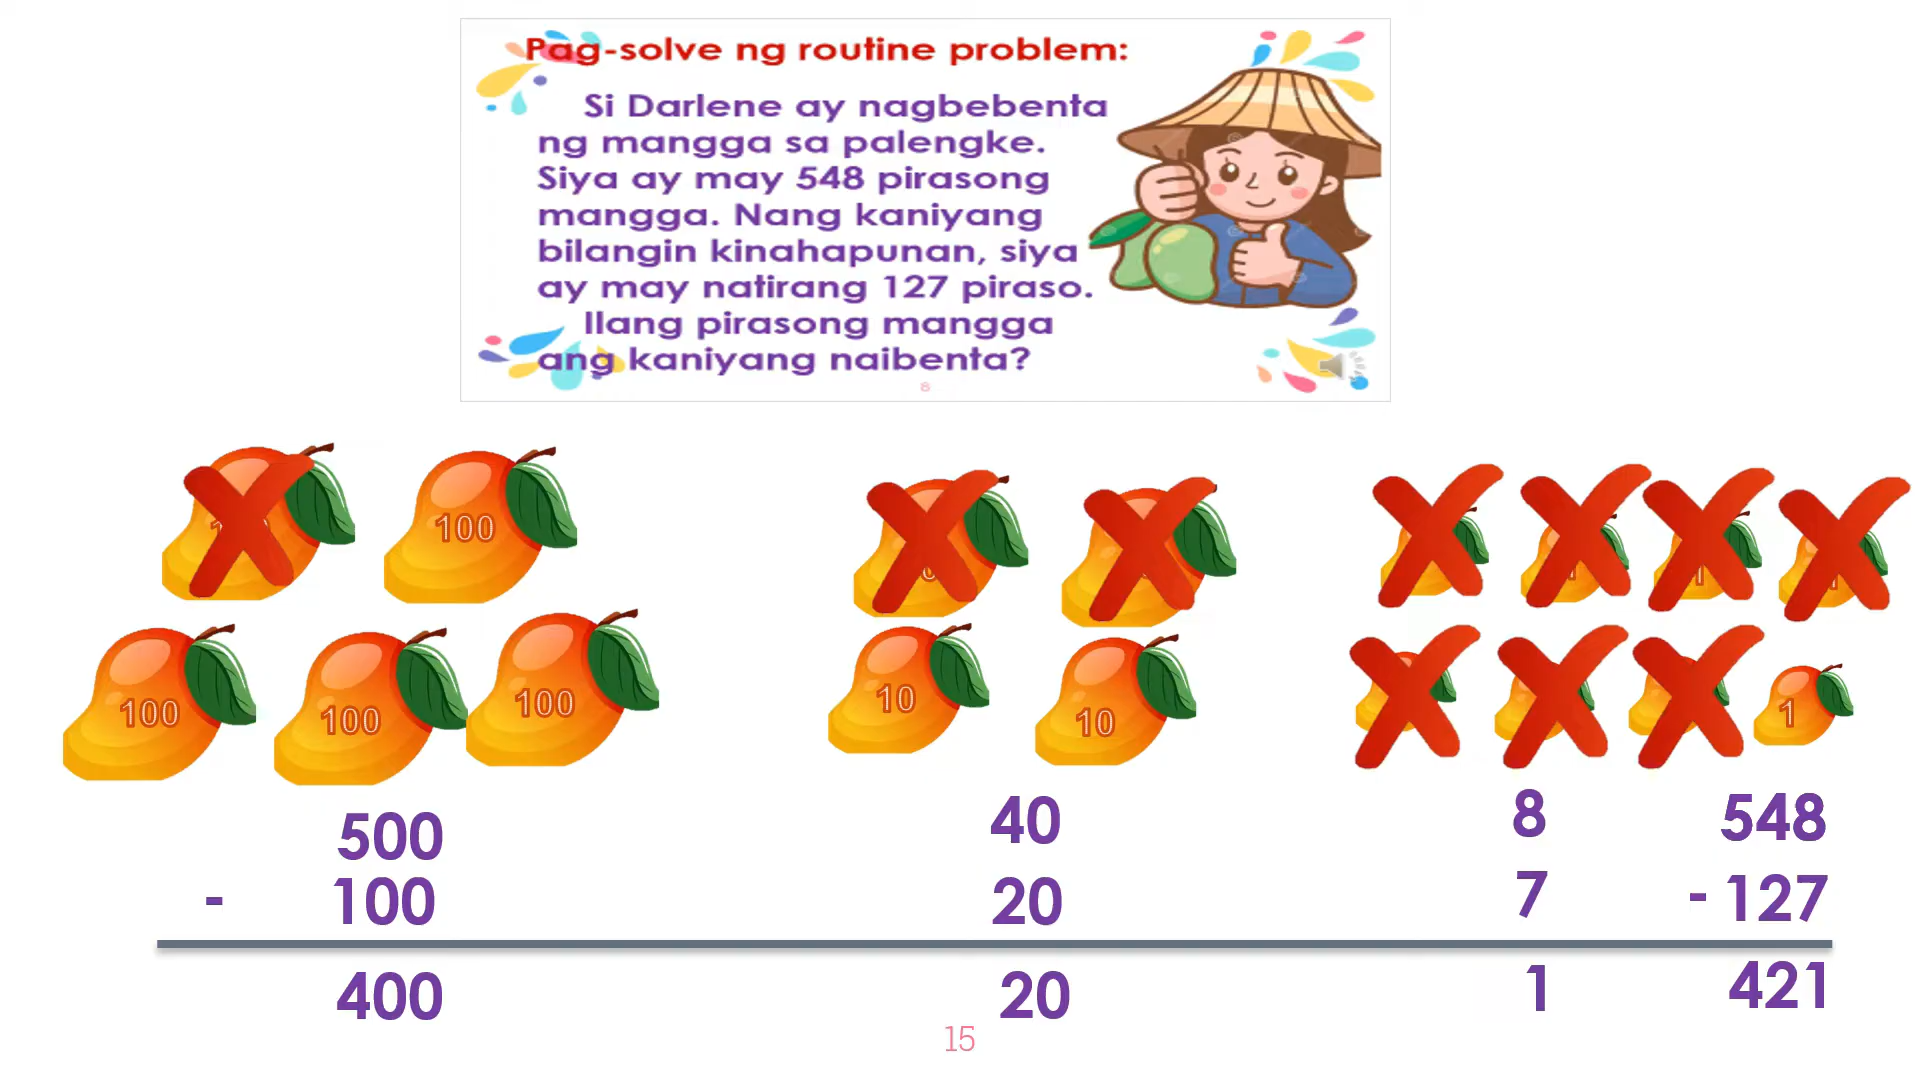 Pag-solve ng routine problem:
Si Darlene ay nagbebenta
ng mangga sa palengke.
Siya ay may 548 pirasong
mangga. Nang kaniyang
bilangin kinahapunan, siya
ay may natirang 127 piraso.
Ilang pirasong mangga
ang kaniyang naibenta?
8
100
100 100 100
10 10
1
500 40 8 548
- 100 20 7 - 127
400 20 1 421
15